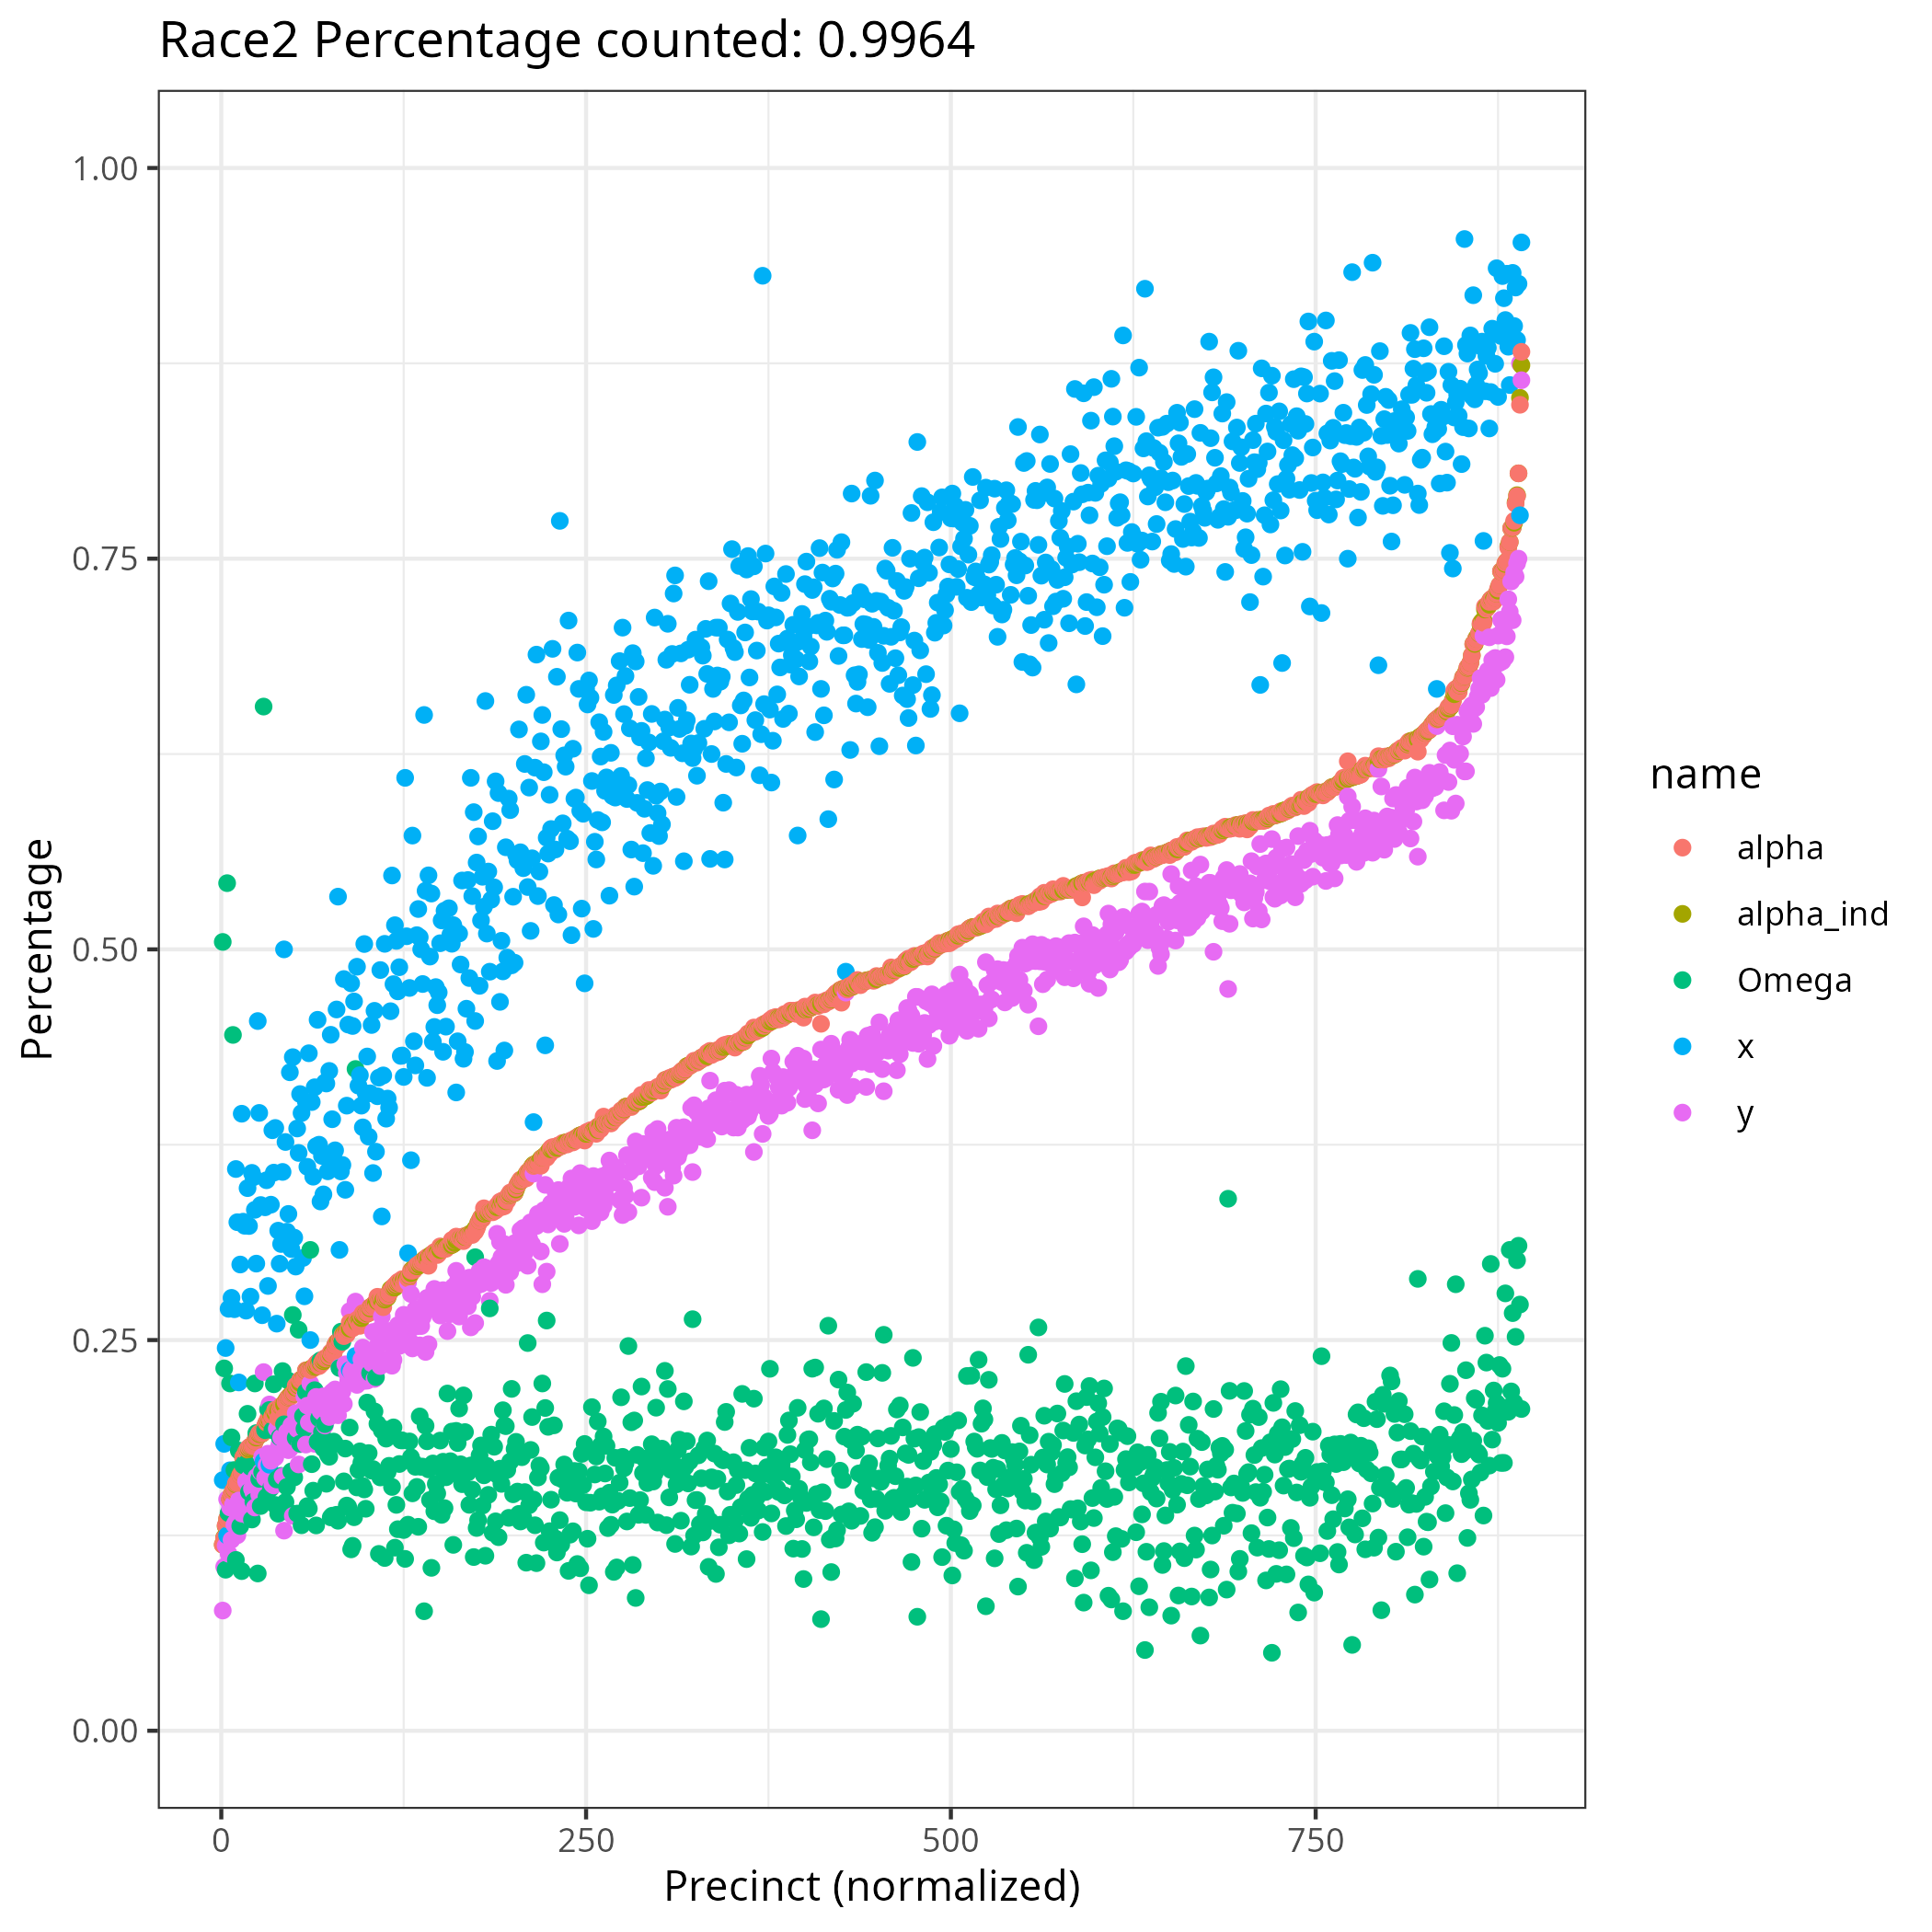 Race2 Percentage counted: 0.9964
1.00
0.75
0.50
0.25
0.00
Percentage
0
250
500
750
Precinct (normalized)
name
alpha
alpha_ind
Omega
x
y